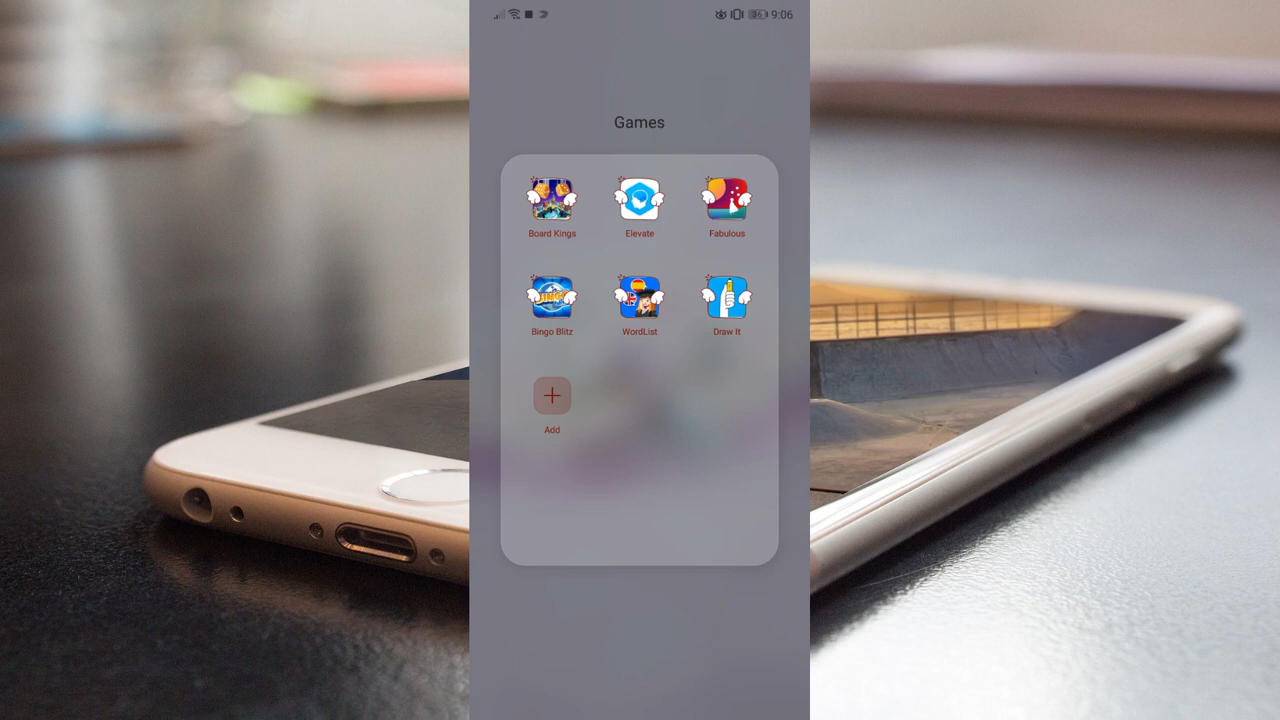 9:06
Games
Board Kings
Elevate
Fabulous
Bingo Blitz
WordList
Draw It
Add